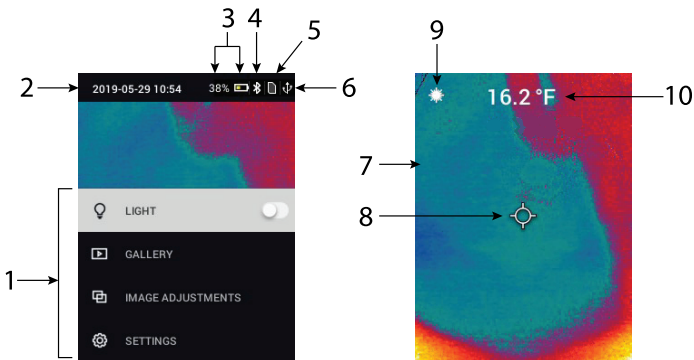 3 4 5
2 2019-05-29 10:54 38% 6
1
LIGHT
GALLERY
IMAGE ADJUSTMENTS
SETTINGS
9
16.2°F 10
7
8